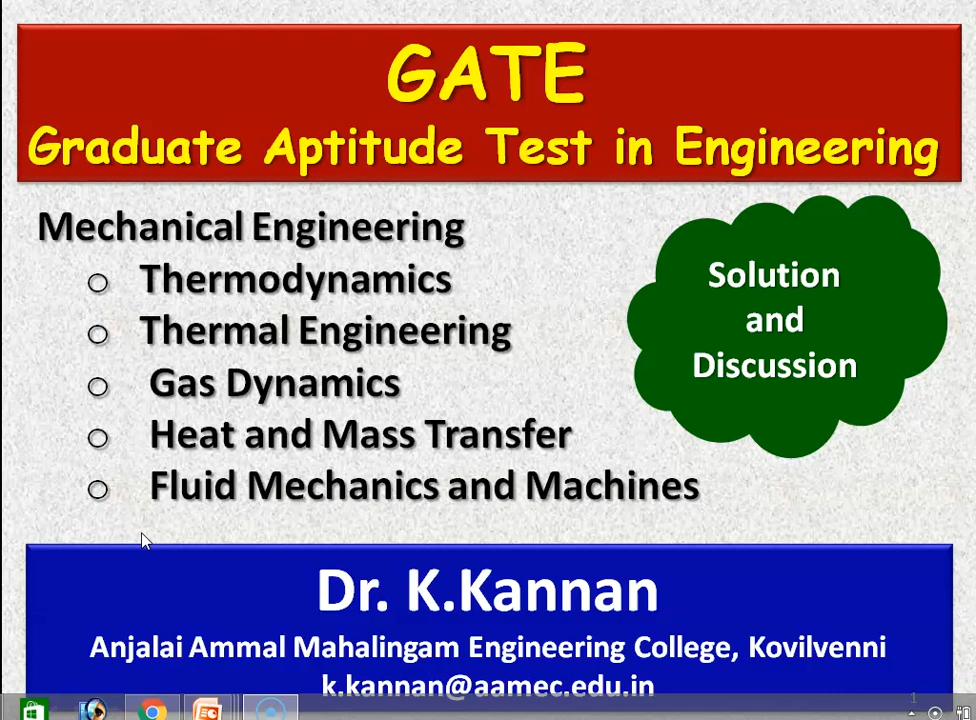 GATE
Graduate Aptitude Test in Engineering
Mechanical Engineering
o Thermodynamics
o Thermal Engineering
o Gas Dynamics
o Heat and Mass Transfer
o Fluid Mechanics and Machines
Solution
and
Discussion
Dr. K.Kannan
Anjalai Ammal Mahalingam Engineering College, Kovilvenni
k.kannan@aamec.edu.in
1